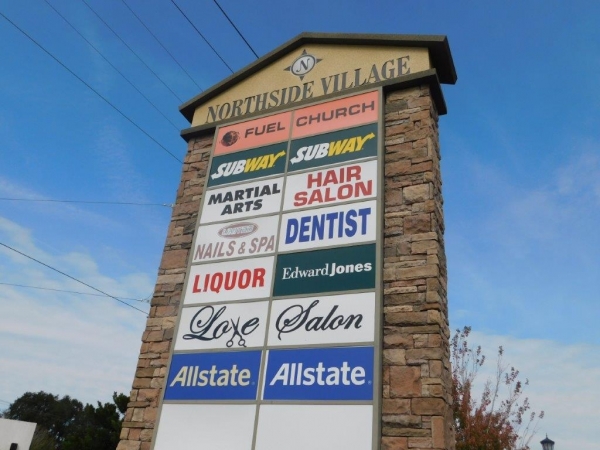 N
NORTHSIDE VILLAGE
FUEL CHURCH
SUBWAY SUBWAY
MARTIAL ARTS
HAIR SALON
NAILS & SPA
DENTIST
LIQUOR
Edward Jones
Love Salon
Allstate Allstate